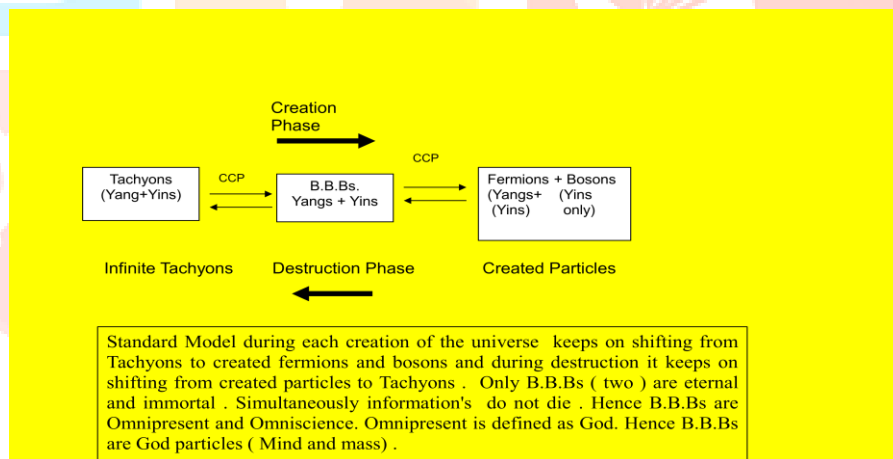 Creation
Phase
CCP
CCP
Tachyons
(Yang+Yins)
B.B.Bs.
Yangs + Yins
Fermions + Bosons
(Yangs+ (Yins
(Yins) only)
Infinite Tachyons
Destruction Phase
Created Particles
Standard Model during each creation of the universe keeps on shifting from
Tachyons to created fermions and bosons and during destruction it keeps on
shifting from created particles to Tachyons . Only B.B.Bs ( two ) are eternal
and immortal . Simultaneously information's do not die . Hence B.B.Bs are
Omnipresent and Omniscience. Omnipresent is defined as God. Hence B.B.Bs
are God particles ( Mind and mass) .